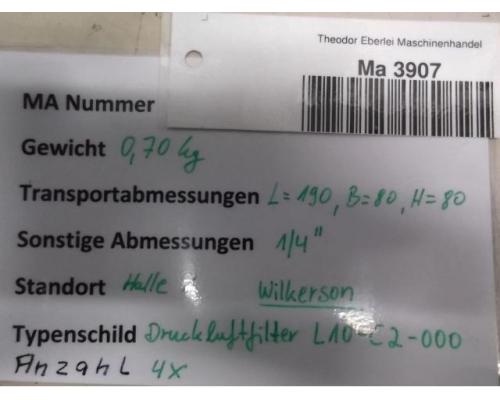 Theodor Eberlei Maschinenhandel
Ma 3907
MA Nummer
Gewicht 0,70 kg
Transportabmessungen L=190, B=80, H=80
Sonstige Abmessungen 1/4"
Standort Halle Wilkerson
Typenschild Druckluftfilter L10-C2-000
Anzahl 4x